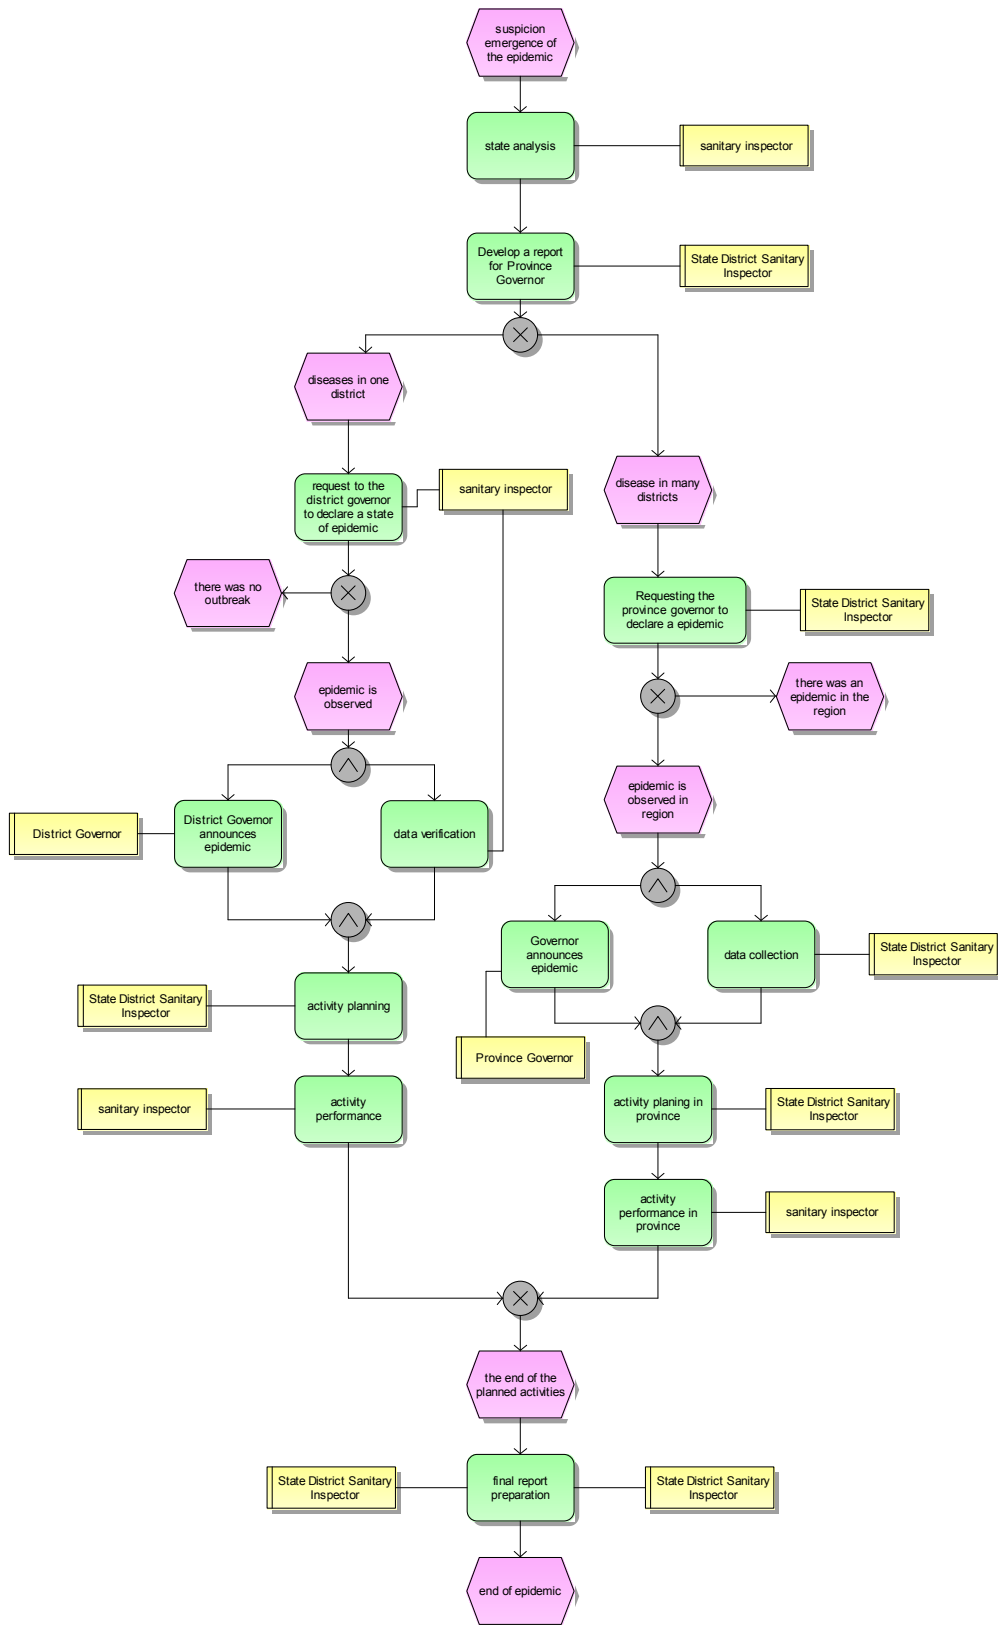 suspicion
emergence of
the epidemic
state analysis
sanitary inspector
Develop a report
for Province
Governor
State District Sanitary
Inspector
diseases in one
district
disease in many
districts
request to the
district governor
to declare a state
of epidemic
sanitary inspector
there was no
outbreak
Requesting the
province governor to
declare a epidemic
State District Sanitary
Inspector
epidemic is
observed
there was an
epidemic in the
region
epidemic is
observed in
region
District Governor
District Governor
announces
epidemic
data verification
Governor
announces
epidemic
data collection
State District Sanitary
Inspector
State District Sanitary
Inspector
activity planning
Province Governor
sanitary inspector
activity
performance
activity planing in
province
State District Sanitary
Inspector
activity
performance in
province
sanitary inspector
the end of the
planned activities
State District Sanitary
Inspector
final report
preparation
State District Sanitary
Inspector
end of epidemic